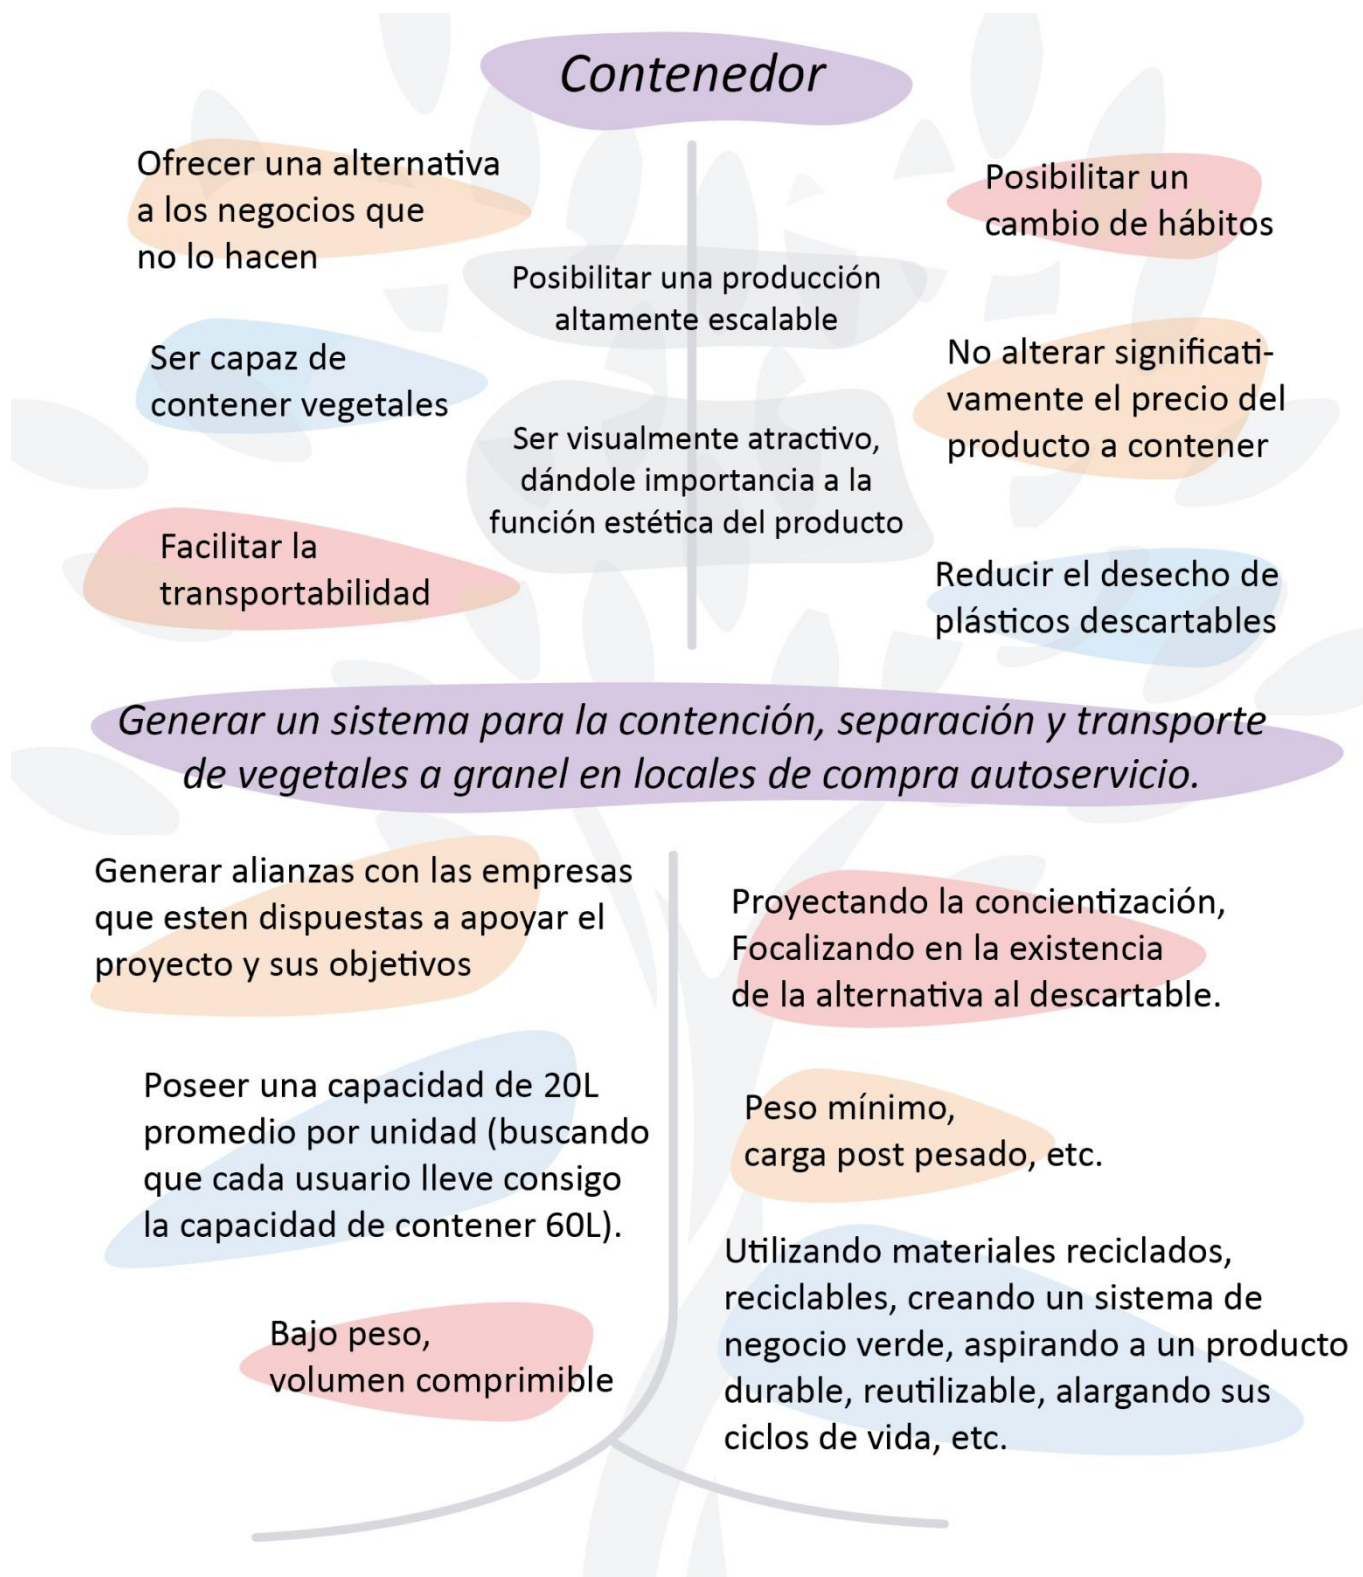 Contenedor
Ofrecer una alternativa
a los negocios que
no lo hacen
Ser capaz de
contener vegetales
Facilitar la
transportabilidad
Posibilitar una producción
altamente escalable
Ser visualmente atractivo,
dándole importancia a la
función estética del producto
Posibilitar un
cambio de hábitos
No alterar significati-
vamente el precio del
producto a contener
Reducir el desecho de
plásticos descartables
Generar un sistema para la contención, separación y transporte
de vegetales a granel en locales de compra autoservicio.
Generar alianzas con las empresas
que esten dispuestas a apoyar el
proyecto y sus objetivos
Poseer una capacidad de 20L
promedio por unidad (buscando
que cada usuario lleve consigo
la capacidad de contener 60L).
Bajo peso,
volumen comprimible
Proyectando la concientización,
Focalizando en la existencia
de la alternativa al descartable.
Peso mínimo,
carga post pesado, etc.
Utilizando materiales reciclados,
reciclables, creando un sistema de
negocio verde, aspirando a un producto
durable, reutilizable, alargando sus
ciclos de vida, etc.